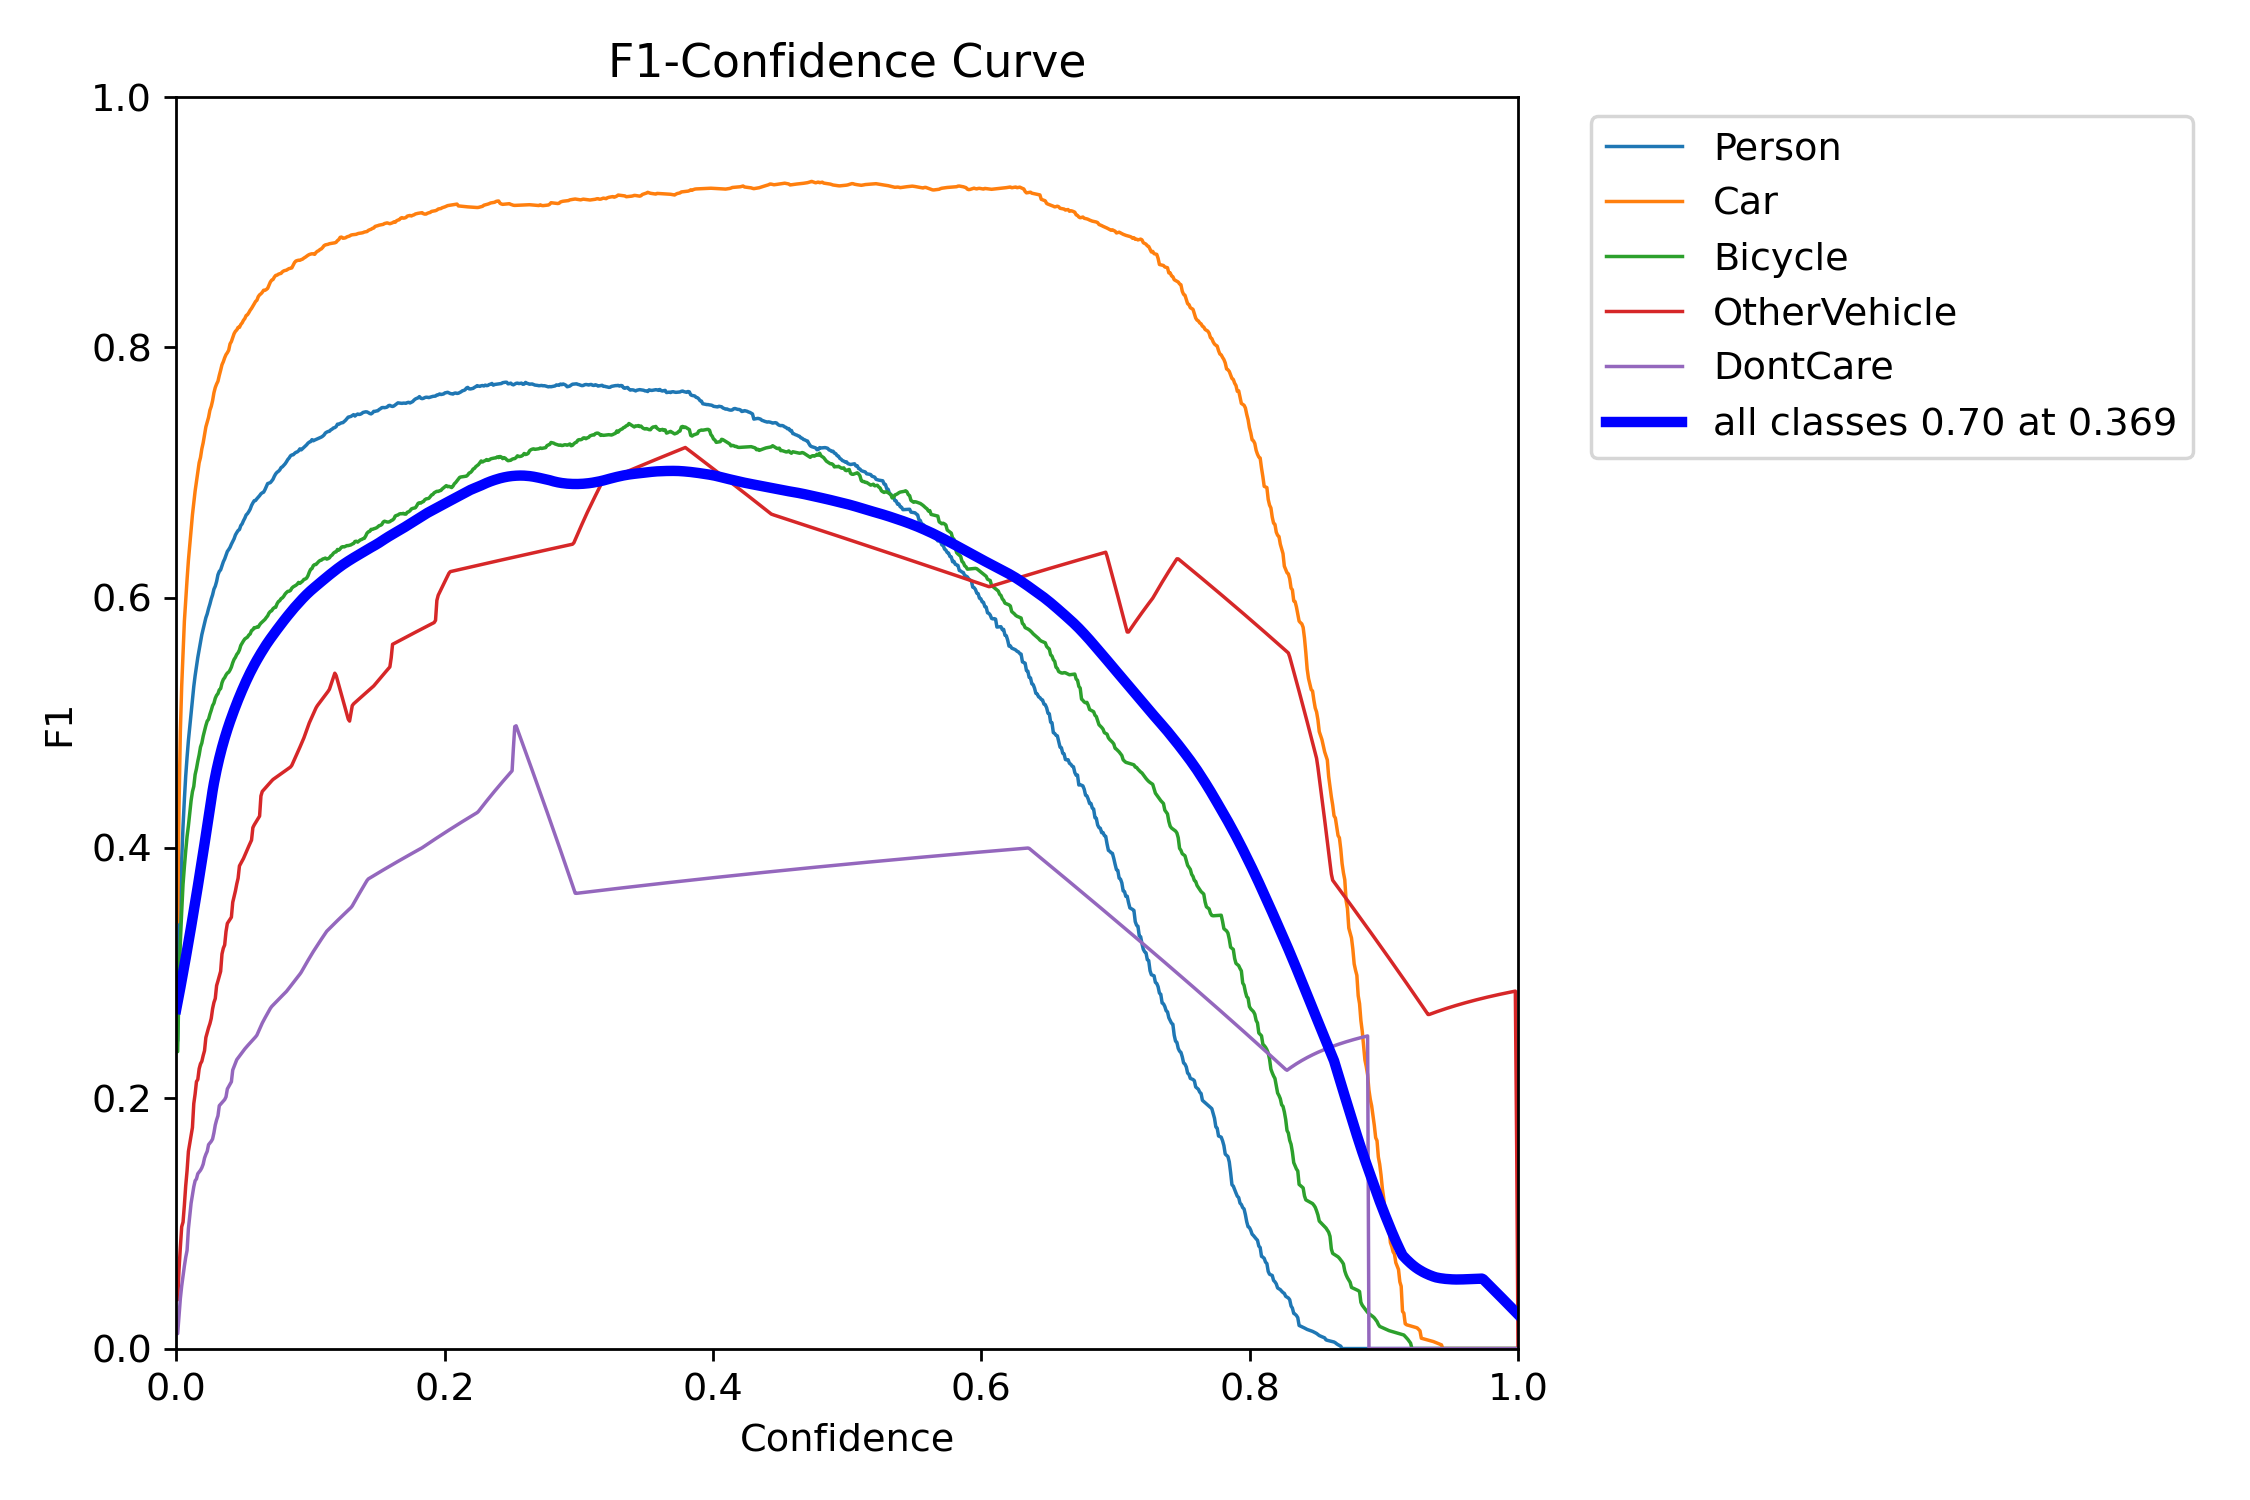 F1-Confidence Curve
1.0
0.8
0.6
0.4
0.2
0.0
F1
0.0 0.2 0.4 0.6 0.8 1.0
Confidence
Person
Car
Bicycle
OtherVehicle
DontCare
all classes 0.70 at 0.369